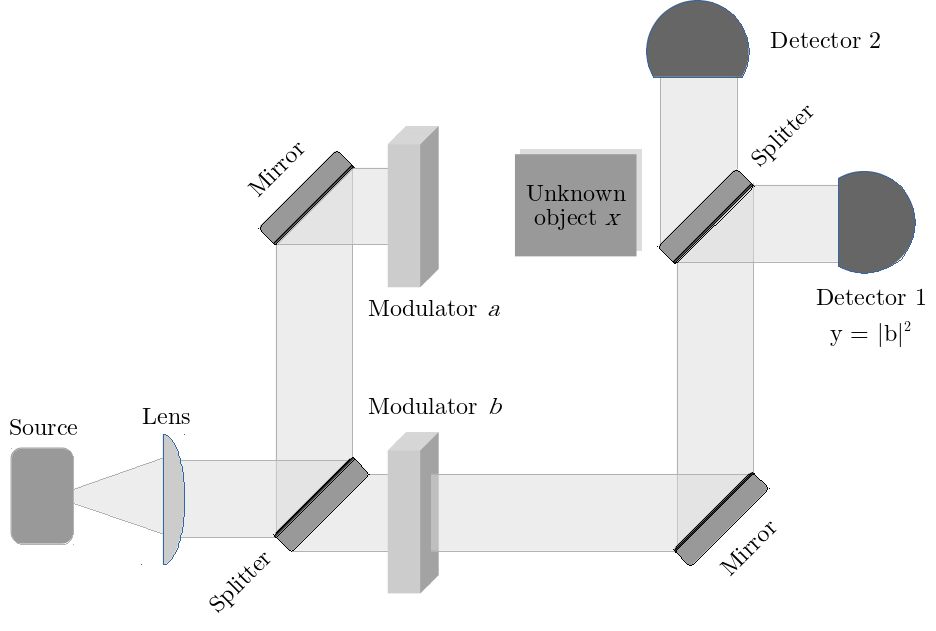 Detector 2
Splitter
Mirror
Unknown
object x
Detector 1
y = |b|²
Modulator a
Modulator b
Lens
Source
Splitter
Mirror